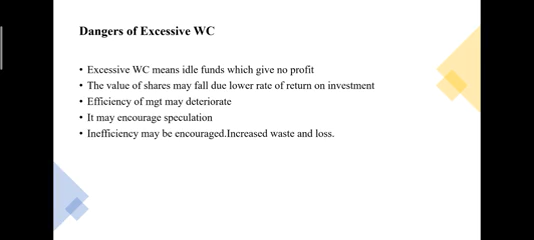 Dangers of Excessive WC
• Excessive WC means idle funds which give no profit
• The value of shares may fall due lower rate of return on investment
• Efficiency of mgt may deteriorate
• It may encourage speculation
• Inefficiency may be encouraged.Increased waste and loss.